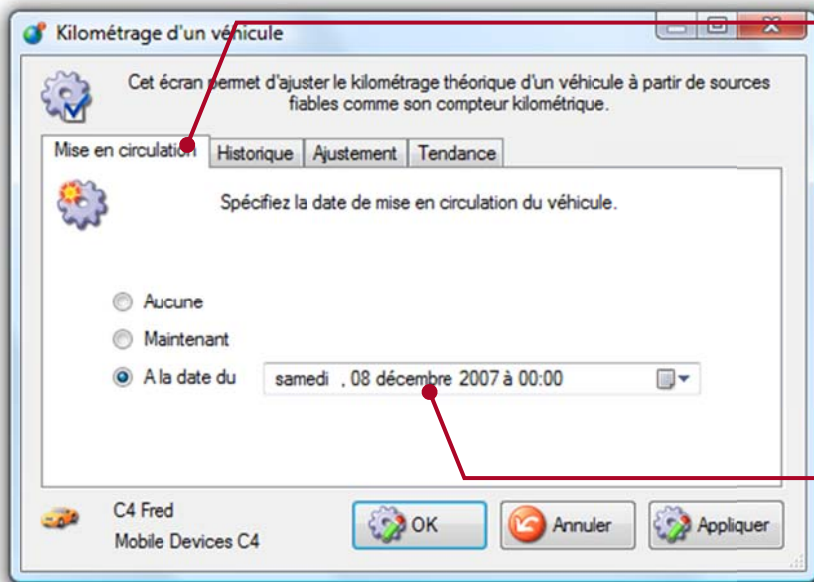 Kilométrage d'un véhicule
Cet écran permet d'ajuster le kilométrage théorique d'un véhicule à partir de sources
fiables comme son compteur kilométrique.
Mise en circulation Historique Ajustement Tendance
Spécifiez la date de mise en circulation du véhicule.
Aucune
Maintenant
A la date du samedi , 08 décembre 2007 à 00:00
C4 Fred
Mobile Devices C4
OK Annuler Appliquer